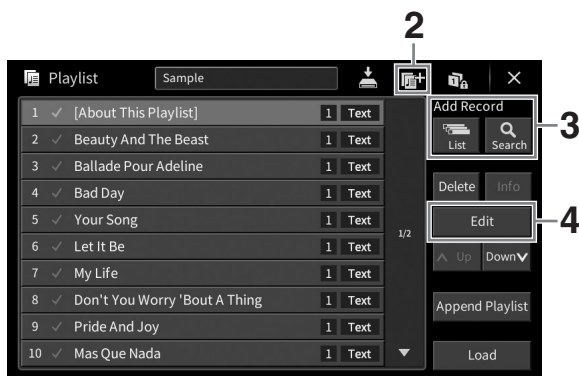 2
Playlist Sample
Add Record
3
List Search
1 [About This Playlist] 1 Text
2 Beauty And The Beast 1 Text
3 Ballade Pour Adeline 1 Text
4 Bad Day 1 Text
5 Your Song 1 Text
6 Let It Be 1 Text
7 My Life 1 Text
8 Don't You Worry 'Bout A Thing 1 Text
9 Pride And Joy 1 Text
10 Mas Que Nada 1 Text
1/2
Delete Info
Edit
4
Up Down
Append Playlist
Load